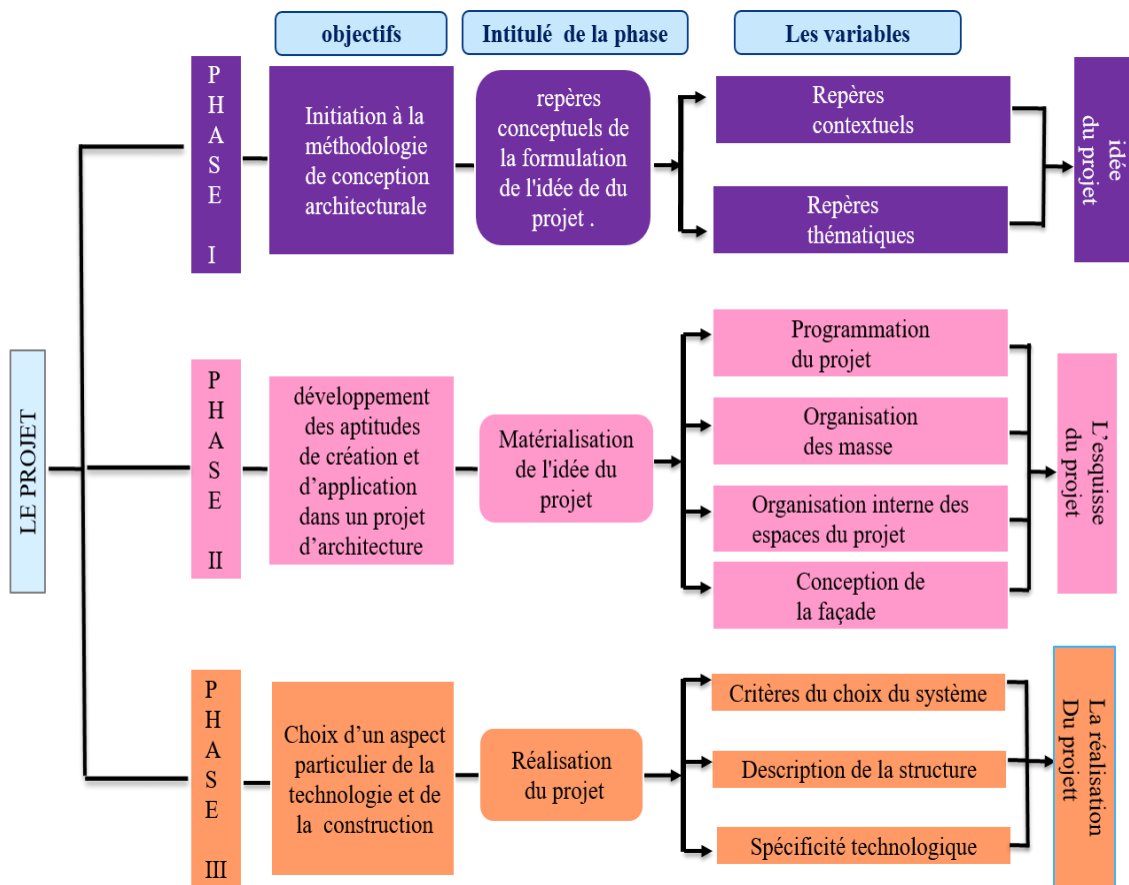 objectifs
Intitulé de la phase
Les variables
LE PROJET
PHASE I
Initiation à la
méthodologie
de conception
architecturale
repères
conceptuels de
la formulation
de l'idée de du
projet .
Repères
contextuels
Repères
thématiques
idée
du projet
PHASE II
développement
des aptitudes
de création et
d’application
dans un projet
d’architecture
Matérialisation
de l'idée du
projet
Programmation
du projet
Organisation
des masse
Organisation interne des
espaces du projet
Conception de
la façade
L’esquisse
du projet
PHASE III
Choix d’un aspect
particulier de la
technologie et de
la construction
Réalisation
du projet
Critères du choix du système
Description de la structure
Spécificité technologique
La réalisation
Du projett